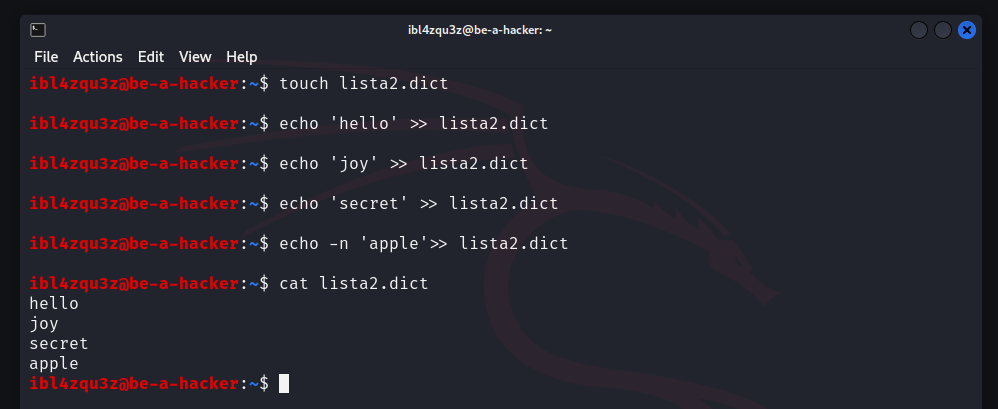 ibl4zqu3z@be-a-hacker: ~
File Actions Edit View Help
ibl4zqu3z@be-a-hacker:~$ touch lista2.dict
ibl4zqu3z@be-a-hacker:~$ echo 'hello' >> lista2.dict
ibl4zqu3z@be-a-hacker:~$ echo 'joy' >> lista2.dict
ibl4zqu3z@be-a-hacker:~$ echo 'secret' >> lista2.dict
ibl4zqu3z@be-a-hacker:~$ echo -n 'apple'>> lista2.dict
ibl4zqu3z@be-a-hacker:~$ cat lista2.dict
hello
joy
secret
apple
ibl4zqu3z@be-a-hacker:~$